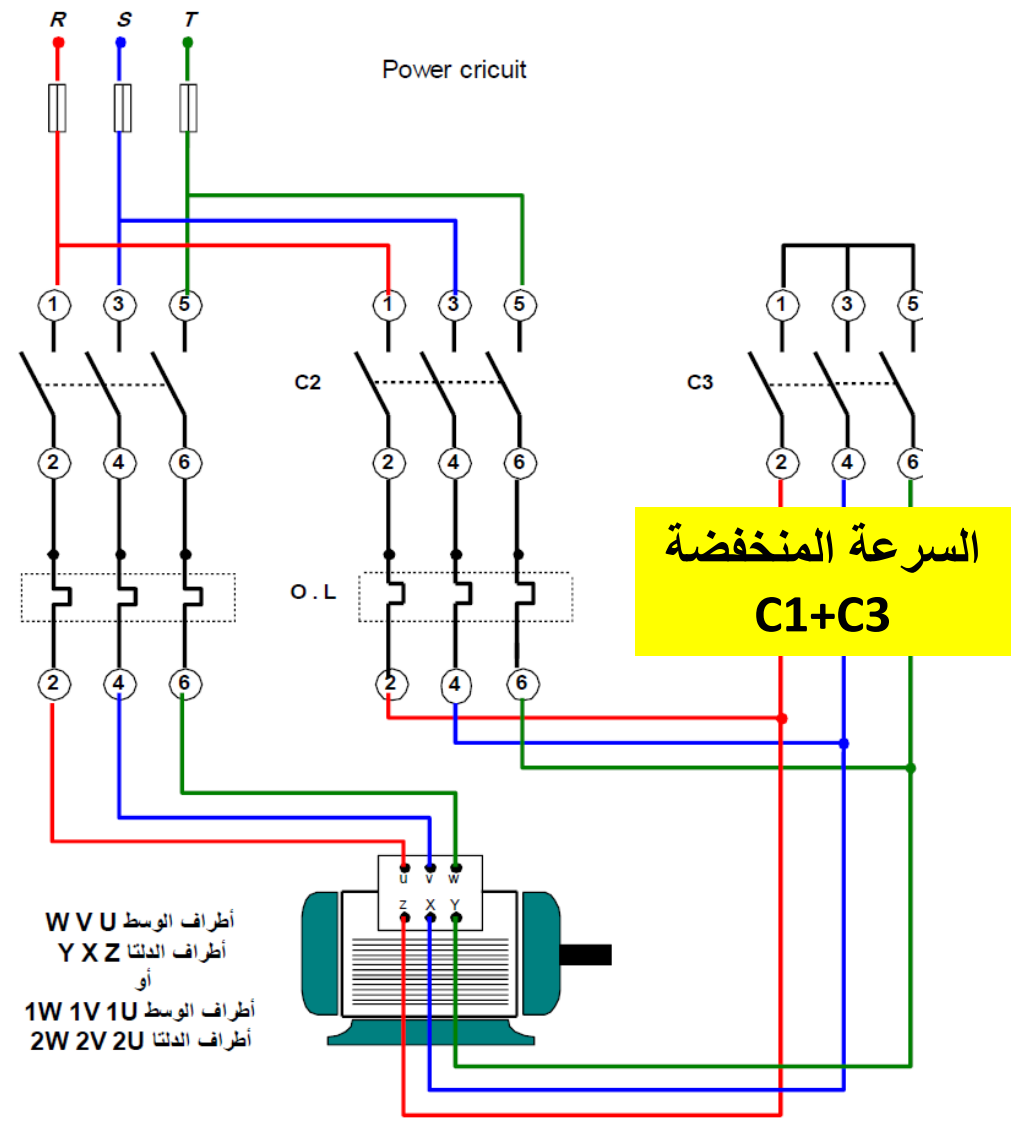 R S T
Power cricuit
1 3 5 1 3 5 1 3 5
C2 C3
2 4 6 2 4 6 2 4 6
السرعة المنخفضة
C1+C3
O . L
2 4 6 2 4 6
u v w
z X Y
أطراف الوسط W V U
أطراف الدلتا Y X Z
أو
أطراف الوسط 1W 1V 1U
أطراف الدلتا 2W 2V 2U